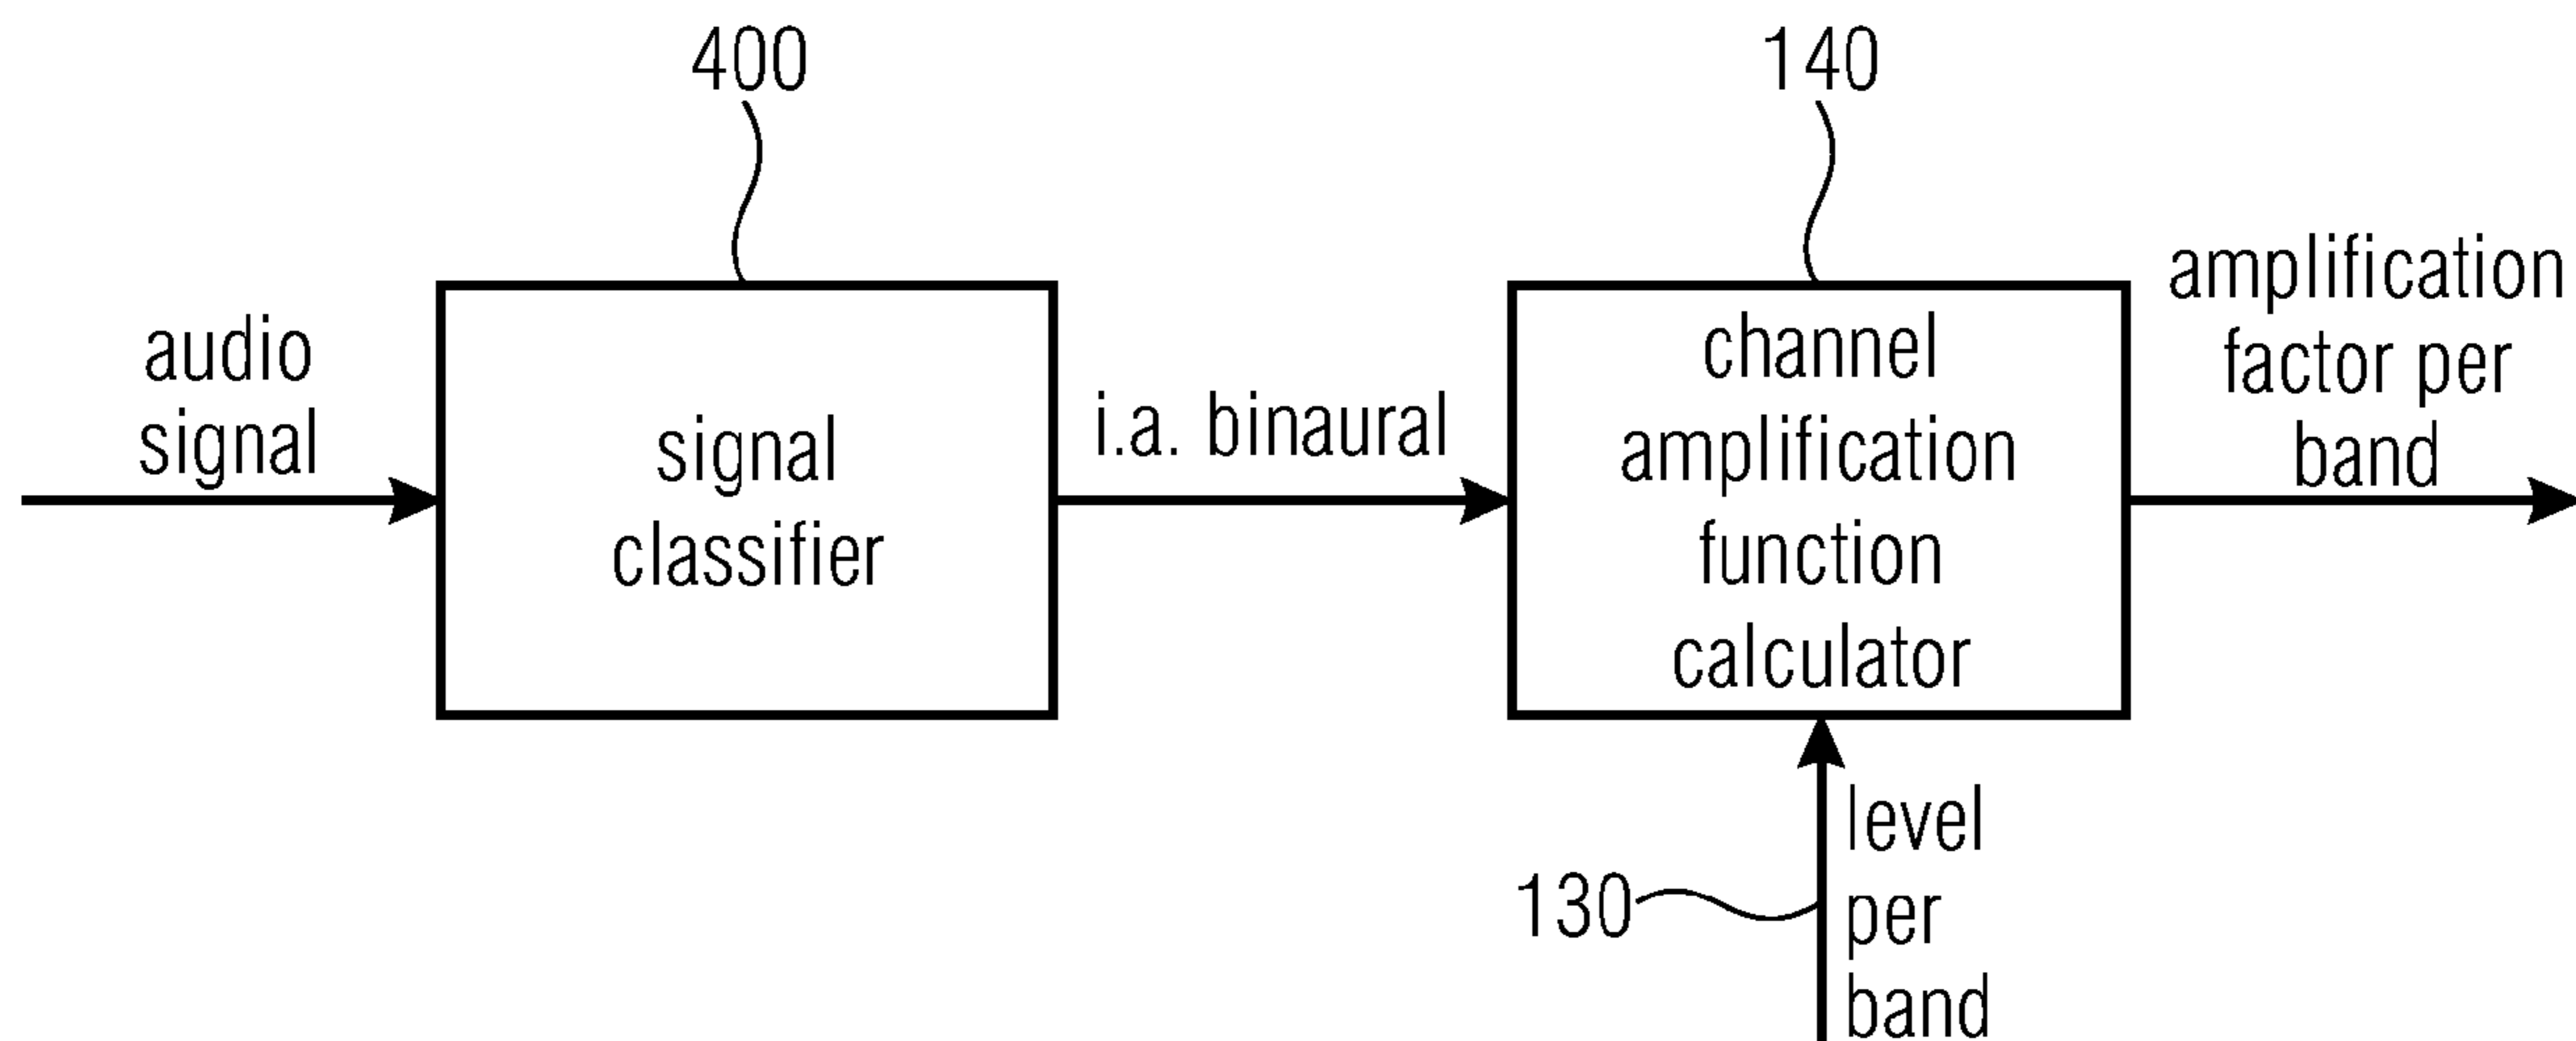 400
140
audio
signal
signal
classifier
i.a. binaural
channel
amplification
function
calculator
amplification
factor per
band
130
level
per
band